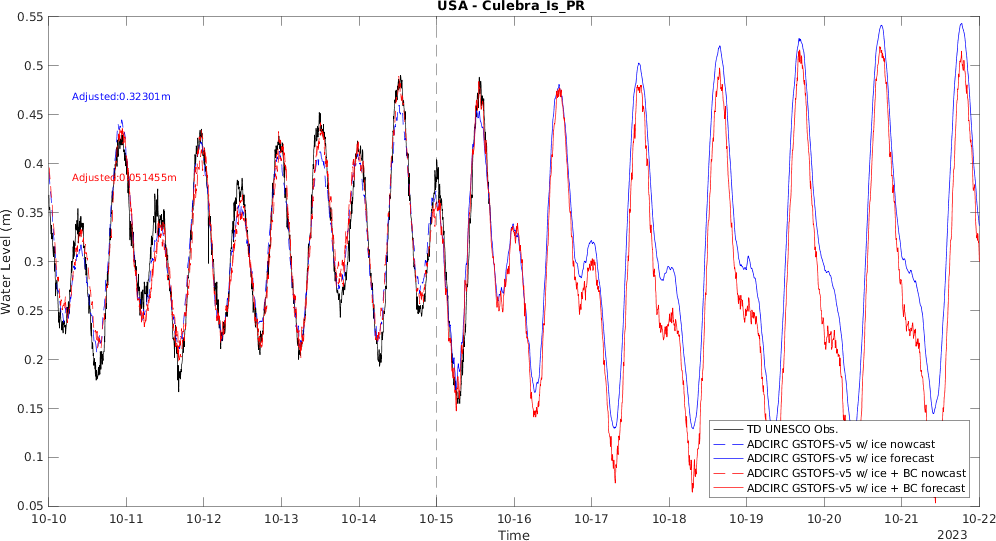 USA - Culebra_Is_PR
0.55
0.5
0.45
0.4
0.35
0.3
0.25
0.2
0.15
0.1
0.05
Water Level (m)
Adjusted:0.32301m
Adjusted:0.051455m
TD UNESCO Obs.
ADCIRC GSTOFS-v5 w/ ice nowcast
ADCIRC GSTOFS-v5 w/ ice forecast
ADCIRC GSTOFS-v5 w/ ice + BC nowcast
ADCIRC GSTOFS-v5 w/ ice + BC forecast
10-10 10-11 10-12 10-13 10-14 10-15 10-16 10-17 10-18 10-19 10-20 10-21 10-22
Time
2023